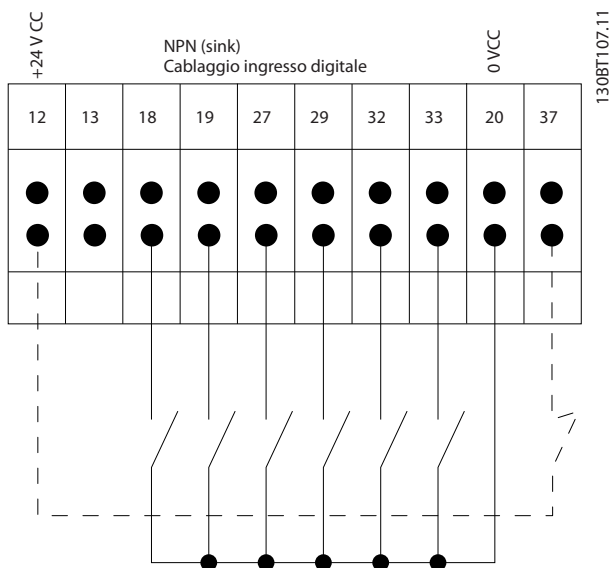 +24 V CC
NPN (sink)
Cablaggio ingresso digitale
0 VCC
130BT107.11
12 13 18 19 27 29 32 33 20 37